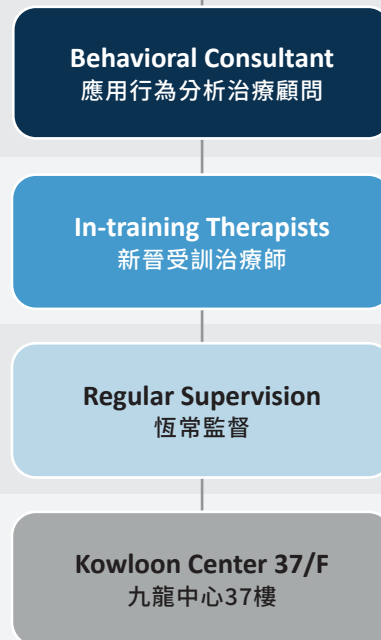 Behavioral Consultant
應用行為分析治療顧問
In-training Therapists
新晉受訓治療師
Regular Supervision
恆常監督
Kowloon Center 37/F
九龍中心37樓